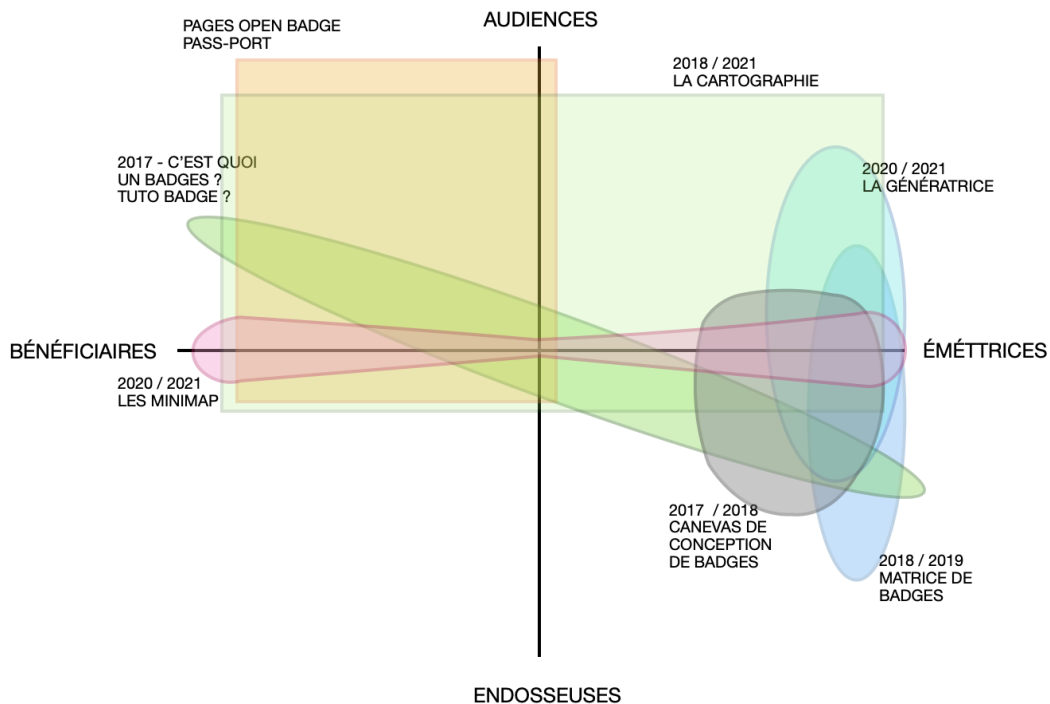 AUDIENCES
PAGES OPEN BADGE
PASS-PORT
2018 / 2021
LA CARTOGRAPHIE
2017 - C'EST QUOI
UN BADGES ?
TUTO BADGE ?
2020 / 2021
LA GÉNÉRATRICE
BÉNÉFICIAIRES
ÉMÉTTRICES
2020 / 2021
LES MINIMAP
2017 / 2018
CANEVAS DE
CONCEPTION
DE BADGES
2018 / 2019
MATRICE DE
BADGES
ENDOSSEUSES